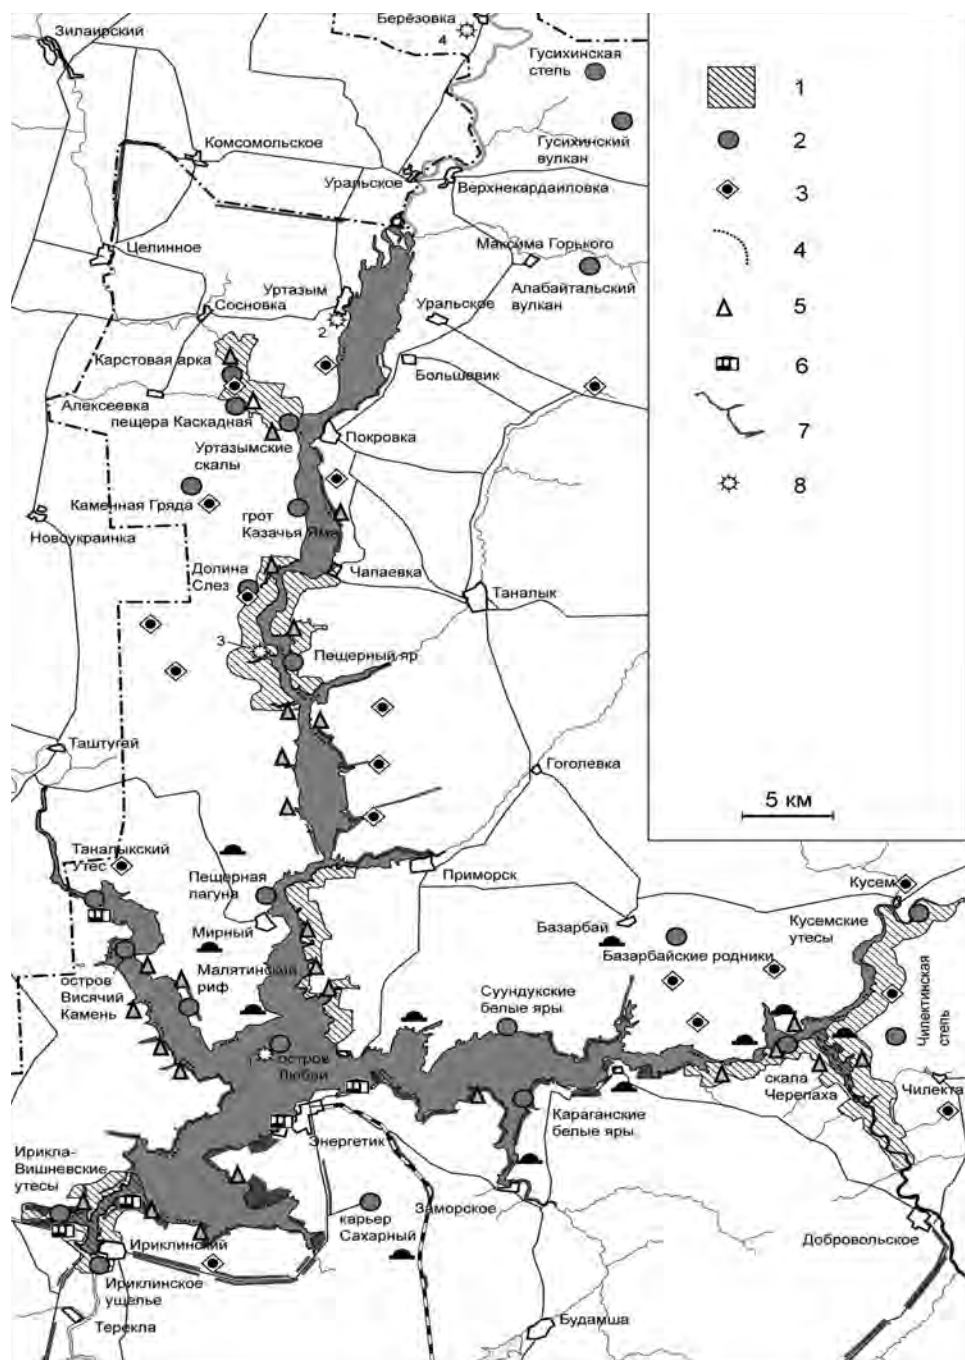 Берёзовка
4
Зилаирский
Гусихинская
степь
1
Гусихинский
вулкан
2
Комсомольское
Уральское
Верхнекардаиловка
3
Максима Горького
4
Целинное
Алабайтальский
вулкан
Уртазым
Уральское
Сосновка
2
5
Карстовая арка
Большевик
6
Алексеевка
пещера Каскадная
Покровка
7
Уртазымские
скалы
8
Каменная Гряда
грот
Казачья Яма
Новоукраинка
Долина
Слез
Чапаевка
Таналык
3
Пещерный яр
Таштугай
Гоголевка
5 км
Таналыкский
Утес
Пещерная
лагуна
Приморск
Кусем
Мирный
Базарбай
Кусемские
утесы
Базарбайские родники
Малятинский
риф
остров
Висячий
Камень
Суундукские
белые яры
Чилектинская
степь
1
остров
Любви
скала
Черепаха
Чилекта
Караганские
белые яры
Энергетик
Ирикла-
Вишневские
утесы
Заморское
карьер
Сахарный
Добровольское
Ириклинский
Ириклинское
ущелье
Терекла
Будамша